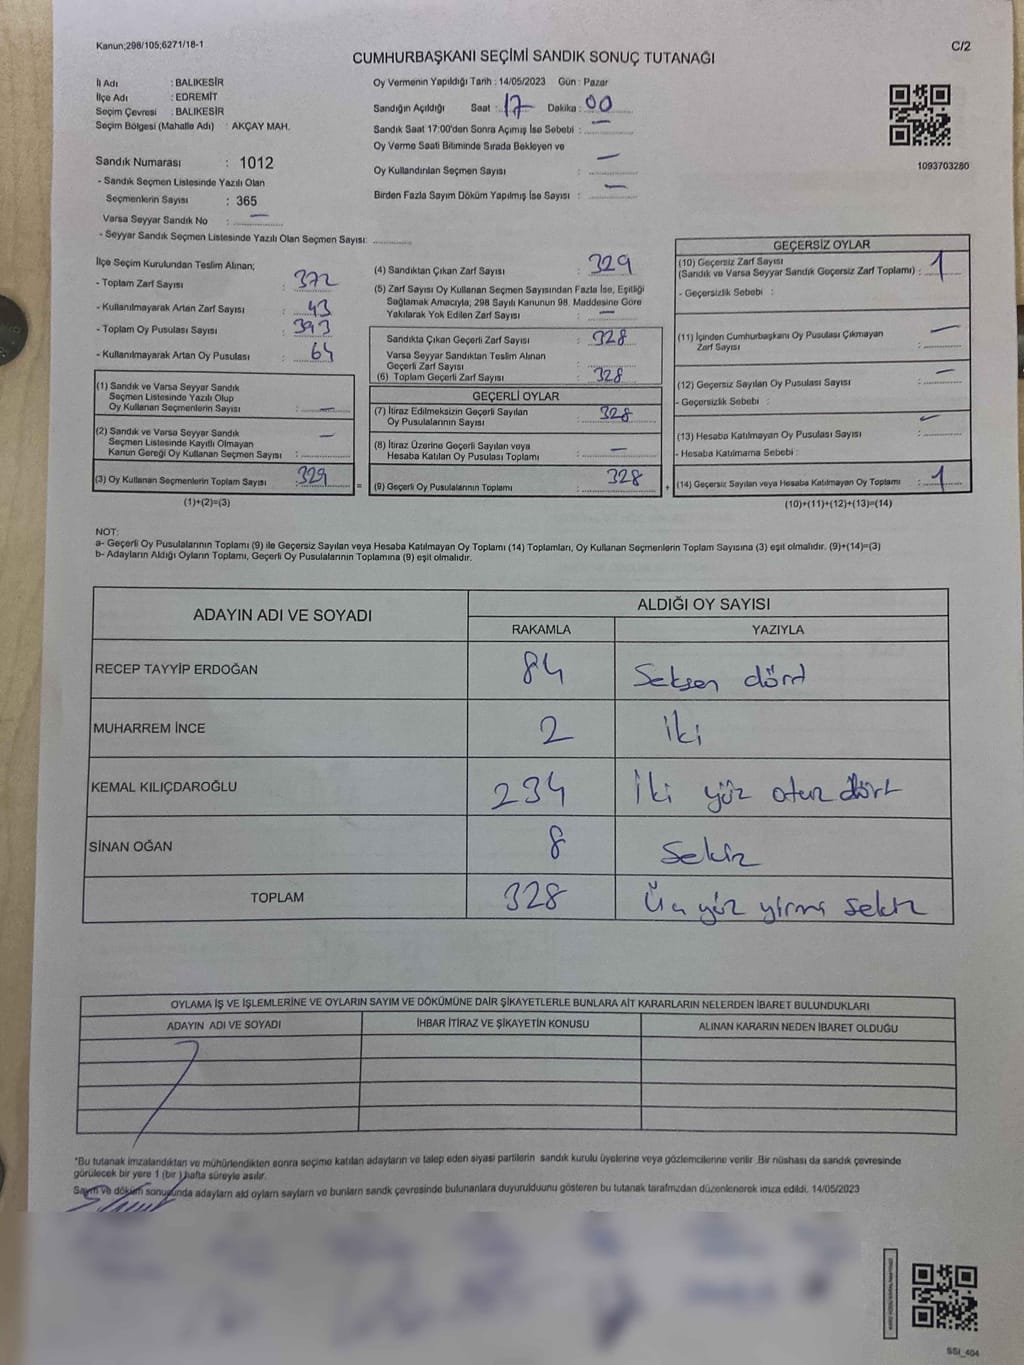 Kanun;298/105;6271/18-1
C/2
CUMHURBAŞKANI SEÇİMİ SANDIK SONUÇ TUTANAĞI
İl Adı : BALIKESİR
İlçe Adı : EDREMİT
Seçim Çevresi : BALIKESİR
Seçim Bölgesi (Mahalle Adı) : AKÇAY MAH.
Oy Vermenin Yapıldığı Tarih : 14/05/2023 Gün : Pazar
Sandığın Açıldığı Saat : 17 Dakika : 00
Sandık Saat 17:00'den Sonra Açımış İse Sebebi : —
Oy Verme Saati Bitiminde Sırada Bekleyen ve
Oy Kullandırılan Seçmen Sayısı : —
Birden Fazla Sayım Döküm Yapılmış İse Sayısı : —
1093703280
Sandık Numarası : 1012
- Sandık Seçmen Listesinde Yazılı Olan
Seçmenlerin Sayısı : 365
Varsa Seyyar Sandık No : —
- Seyyar Sandık Seçmen Listesinde Yazılı Olan Seçmen Sayısı:
İlçe Seçim Kurulundan Teslim Alınan;
- Toplam Zarf Sayısı : 372
- Kullanılmayarak Artan Zarf Sayısı : 43
- Toplam Oy Pusulası Sayısı : 393
- Kullanılmayarak Artan Oy Pusulası : 64
(1) Sandık ve Varsa Seyyar Sandık
Seçmen Listesinde Yazılı Olup
Oy Kullanan Seçmenlerin Sayısı : —
(2) Sandık ve Varsa Seyyar Sandık
Seçmen Listesinde Kayıtlı Olmayan
Kanun Gereği Oy Kullanan Seçmen Sayısı : —
(3) Oy Kullanan Seçmenlerin Toplam Sayısı : 329
(1)+(2)=(3)
(4) Sandıktan Çıkan Zarf Sayısı : 329
(5) Zarf Sayısı Oy Kullanan Seçmen Sayısından Fazla İse, Eşitliği
Sağlamak Amacıyla; 298 Sayılı Kanunun 98. Maddesine Göre
Yakılarak Yok Edilen Zarf Sayısı : —
Sandıkta Çıkan Geçerli Zarf Sayısı : 328
Varsa Seyyar Sandıktan Teslim Alınan
Geçerli Zarf Sayısı :
(6) Toplam Geçerli Zarf Sayısı : 328
GEÇERLİ OYLAR
(7) İtiraz Edilmeksizin Geçerli Sayılan
Oy Pusulalarının Sayısı : 328
(8) İtiraz Üzerine Geçerli Sayılan veya
Hesaba Katılan Oy Pusulası Toplamı : —
= (9) Geçerli Oy Pusulalarının Toplamı : 328 +
GEÇERSİZ OYLAR
(10) Geçersiz Zarf Sayısı
(Sandık ve Varsa Seyyar Sandık Geçersiz Zarf Toplamı) : 1
- Geçersizlik Sebebi :
(11) İçinden Cumhurbaşkanı Oy Pusulası Çıkmayan
Zarf Sayısı : —
(12) Geçersiz Sayılan Oy Pusulası Sayısı : —
- Geçersizlik Sebebi :
(13) Hesaba Katılmayan Oy Pusulası Sayısı : —
- Hesaba Katılmama Sebebi :
(14) Geçersiz Sayılan veya Hesaba Katılmayan Oy Toplamı : 1
(10)+(11)+(12)+(13)=(14)
NOT:
a- Geçerli Oy Pusulalarının Toplamı (9) ile Geçersiz Sayılan veya Hesaba Katılmayan Oy Toplamı (14) Toplamları, Oy Kullanan Seçmenlerin Toplam Sayısına (3) eşit olmalıdır. (9)+(14)=(3)
b- Adayların Aldığı Oyların Toplamı, Geçerli Oy Pusulalarının Toplamına (9) eşit olmalıdır.
ADAYIN ADI VE SOYADI
ALDIĞI OY SAYISI
RAKAMLA YAZIYLA
RECEP TAYYİP ERDOĞAN 84 Seksen dört
MUHARREM İNCE 2 İki
KEMAL KILIÇDAROĞLU 234 İki yüz otuz dört
SİNAN OĞAN 8 Sekiz
TOPLAM 328 Üç yüz yirmi sekiz
OYLAMA İŞ VE İŞLEMLERİNE VE OYLARIN SAYIM VE DÖKÜMÜNE DAİR ŞİKAYETLERLE BUNLARA AİT KARARLARIN NELERDEN İBARET BULUNDUKLARI
ADAYIN ADI VE SOYADI İHBAR İTİRAZ VE ŞİKAYETİN KONUSU ALINAN KARARIN NEDEN İBARET OLDUĞU
*Bu tutanak imzalandıktan ve mühürlendikten sonra seçime katılan adayların ve talep eden siyasi partilerin sandık kurulu üyelerine veya gözlemcilerine verilir .Bir nüshası da sandık çevresinde
görülecek bir yere 1 (bir ) hafta süreyle asılır.
Sayım ve döküm sonuçunda adayların ald oyların sayların ve bunların sandk çevresinde bulunanlara duyurulduunu gösteren bu tutanak tarafmzdan düzenlenerek imza edildi. 14/05/2023
SSI_404